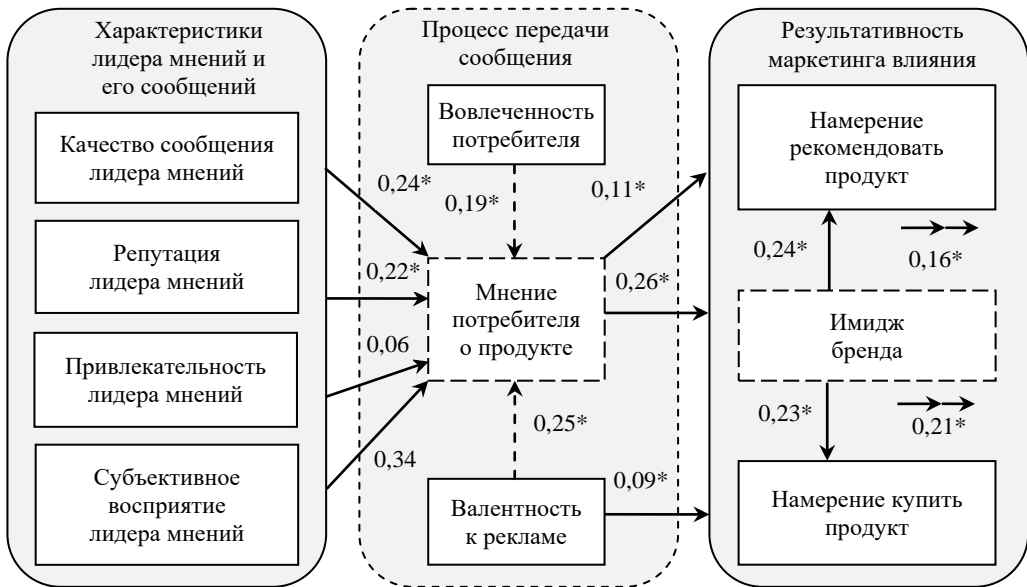 Характеристики
лидера мнений и
его сообщений
Качество сообщения
лидера мнений
Репутация
лидера мнений
Привлекательность
лидера мнений
Субъективное
восприятие
лидера мнений
0,24*
0,22*
0,06
0,34
Процесс передачи
сообщения
Вовлеченность
потребителя
0,19*
Мнение
потребителя
о продукте
0,25*
Валентность
к рекламе
0,11*
0,26*
0,09*
Результативность
маркетинга влияния
Намерение
рекомендовать
продукт
0,24*
0,16*
Имидж
бренда
0,23*
0,21*
Намерение купить
продукт